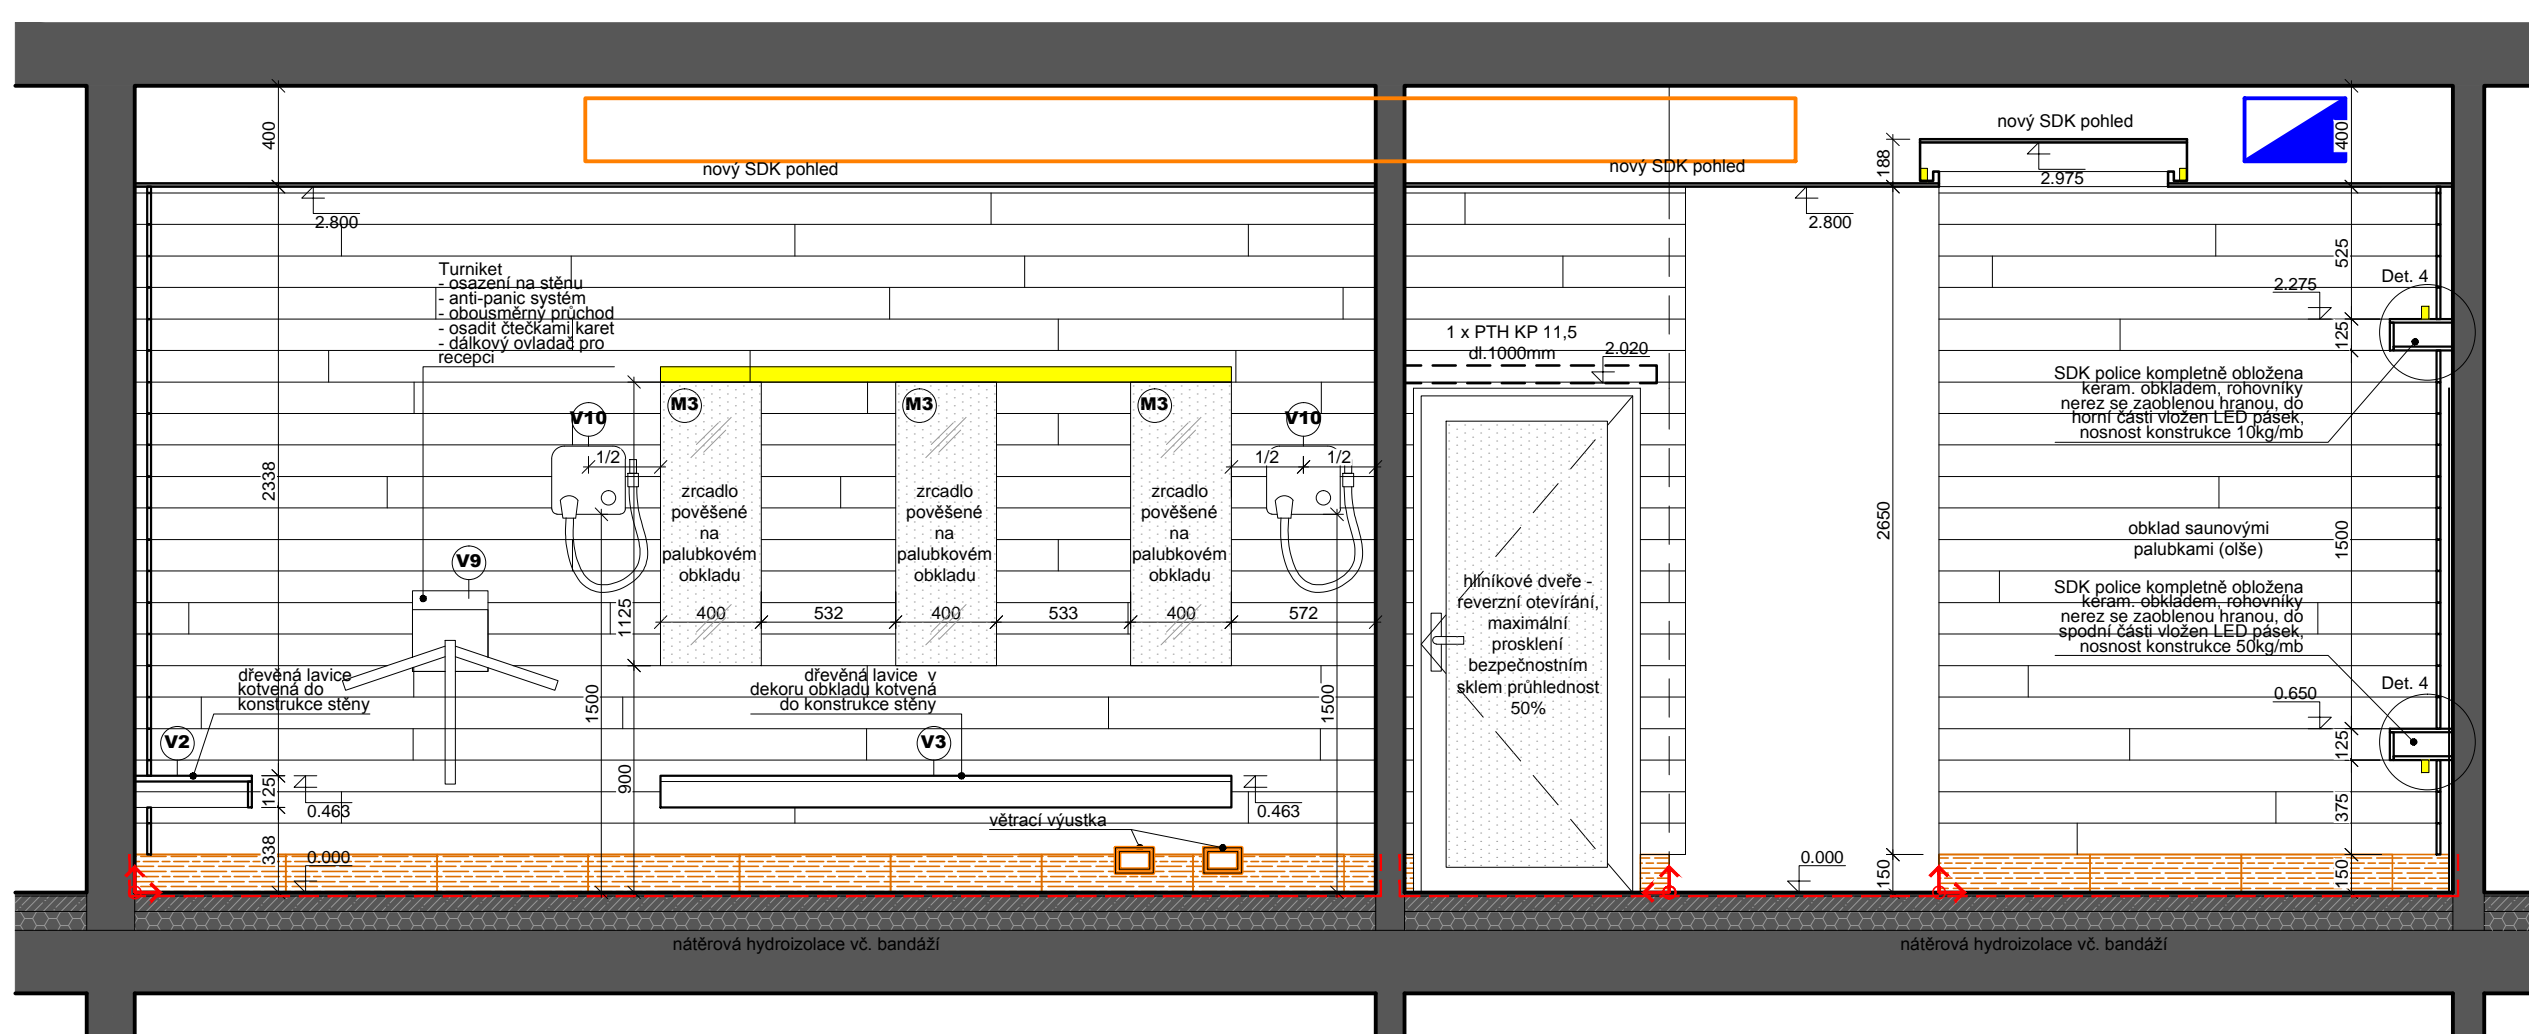 400
nový SDK pohled
2.800
Turniket
- osazení na stěnu
- anti-panic systém
- obousměrný průchod
- osadit čtečkami karet
- dálkový ovladač pro
recepci
M3
M3
M3
V10
V10
1/2
1/2
1/2
zrcadlo
pověšené
na
palubkovém
obkladu
zrcadlo
pověšené
na
palubkovém
obkladu
zrcadlo
pověšené
na
palubkovém
obkladu
2338
V9
1125
400
532
400
533
400
572
dřevěná lavice
kotvená do
konstrukce stěny
dřevěná lavice v
dekoru obkladu kotvená
do konstrukce stěny
1500
1500
V2
V3
900
125
0.463
0.463
větrací výustka
338
0.000
nátěrová hydroizolace vč. bandáží
nový SDK pohled
nový SDK pohled
188
2.975
400
2.800
525
Det. 4
2.275
125
1 x PTH KP 11,5
dl.1000mm
2.020
SDK police kompletně obložena
keram. obkladem, rohovníky
nerez se zaoblenou hranou, do
horní části vložen LED pásek,
nosnost konstrukce 10kg/mb
2650
obklad saunovými
palubkami (olše)
1500
hliníkové dveře -
reverzní otevírání,
maximální
prosklení
bezpečnostním
sklem průhlednost
50%
SDK police kompletně obložena
keram. obkladem, rohovníky
nerez se zaoblenou hranou, do
spodní části vložen LED pásek,
nosnost konstrukce 50kg/mb
Det. 4
0.650
125
375
0.000
150
150
nátěrová hydroizolace vč. bandáží